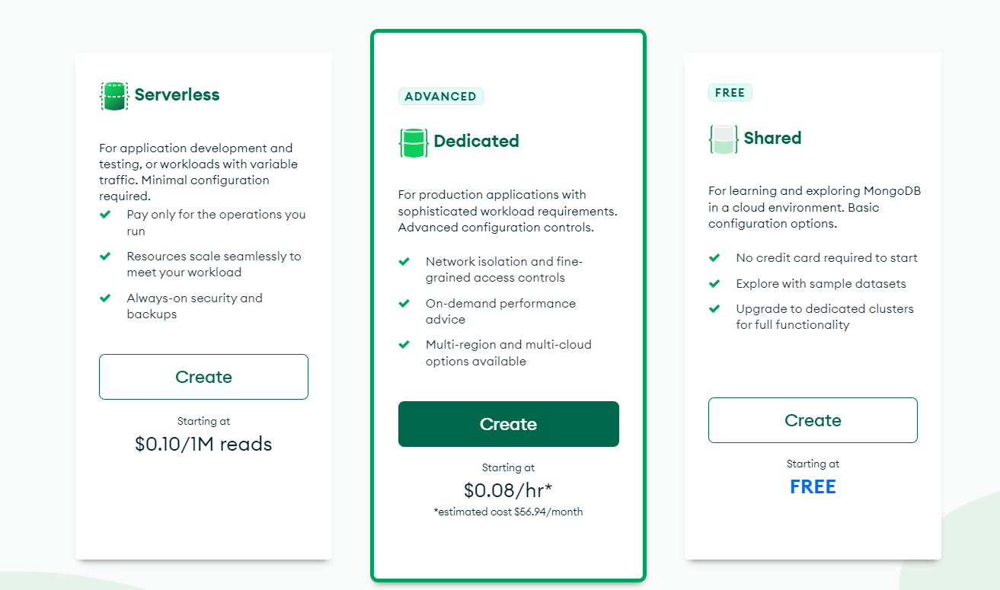 Serverless
For application development and
testing, or workloads with variable
traffic. Minimal configuration
required.
Pay only for the operations you
run
Resources scale seamlessly to
meet your workload
Always-on security and
backups
Create
Starting at
$0.10/1M reads
ADVANCED
Dedicated
For production applications with
sophisticated workload requirements.
Advanced configuration controls.
Network isolation and fine-
grained access controls
On-demand performance
advice
Multi-region and multi-cloud
options available
Create
Starting at
$0.08/hr*
*estimated cost $56.94/month
FREE
Shared
For learning and exploring MongoDB
in a cloud environment. Basic
configuration options.
No credit card required to start
Explore with sample datasets
Upgrade to dedicated clusters
for full functionality
Create
Starting at
FREE